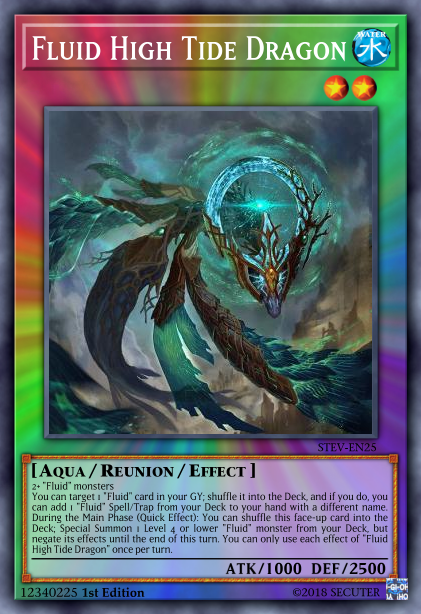 FLUID HIGH TIDE DRAGON
WATER
水
STEV-EN25
[ AQUA / REUNION / EFFECT ]
2+ "Fluid" monsters
You can target 1 "Fluid" card in your GY; shuffle it into the Deck, and if you do, you
can add 1 "Fluid" Spell/Trap from your Deck to your hand with a different name.
During the Main Phase (Quick Effect): You can shuffle this face-up card into the
Deck; Special Summon 1 Level 4 or lower "Fluid" monster from your Deck, but
negate its effects until the end of this turn. You can only use each effect of "Fluid
High Tide Dragon" once per turn.
ATK/1000 DEF/2500
12340225 1st Edition
©2018 SECUTER